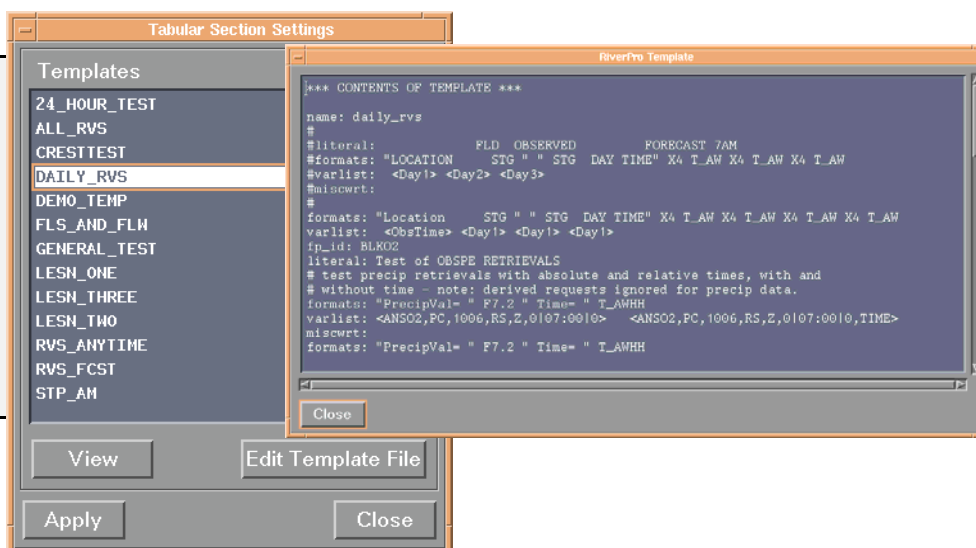 Tabular Section Settings
Templates
24_HOUR_TEST
ALL_RVS
CRESTTEST
DAILY_RVS
DEMO_TEMP
FLS_AND_FLW
GENERAL_TEST
LESN_ONE
LESN_THREE
LESN_TWO
RVS_ANYTIME
RVS_FCST
STP_AM
View
Edit Template File
Apply
Close
RiverPro Template
*** CONTENTS OF TEMPLATE ***
name: daily_rvs
#
#literal: FLD OBSERVED FORECAST 7AM
#formats: "LOCATION STG " " STG DAY TIME" X4 T_AW X4 T_AW X4 T_AW
#varlist: <Day1> <Day2> <Day3>
#miscwrt:
#
formats: "Location STG " " STG DAY TIME" X4 T_AW X4 T_AW X4 T_AW X4 T_AW
varlist: <ObsTime> <Day1> <Day1> <Day1>
fp_id: BLKO2
literal: Test of OBSPE RETRIEVALS
# test precip retrievals with absolute and relative times, with and
# without time - note: derived requests ignored for precip data.
formats: "PrecipVal= " F7.2 " Time= " T_AWHH
varlist: <ANSO2,PC,1006,RS,Z,0|07:00|0> <ANSO2,PC,1006,RS,Z,0|07:00|0,TIME>
miscwrt:
formats: "PrecipVal= " F7.2 " Time= " T_AWHH
Close